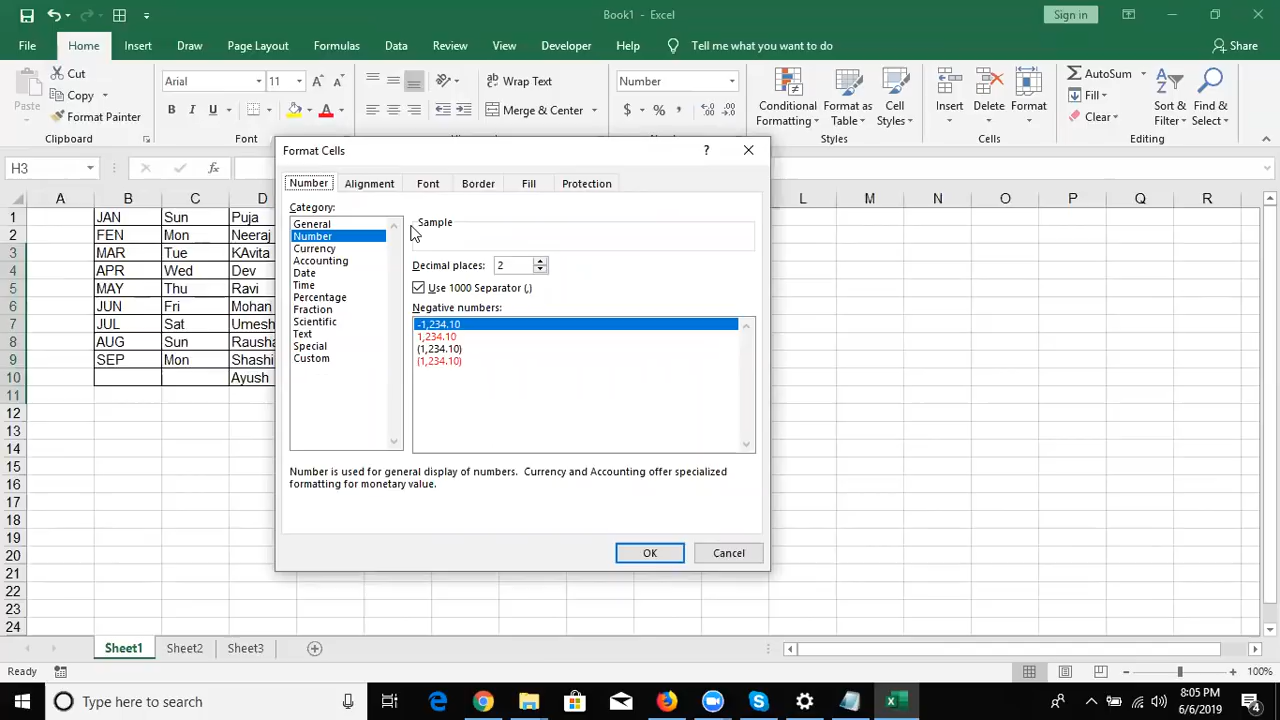 Book1 - Excel
Sign in
File Home Insert Draw Page Layout Formulas Data Review View Developer Help Tell me what you want to do Share
Paste
Cut
Copy
Format Painter
Clipboard
Arial 11
B I U
Font
Wrap Text
Merge & Center
Number
$ % ,
Conditional Formatting
Format as Table
Cell Styles
Styles
Insert Delete Format
Cells
AutoSum
Fill
Clear
Sort & Filter
Find & Select
Editing
H3
fx
A B C D L M N O P Q R
1 JAN Sun Puja
2 FEN Mon Neeraj
3 MAR Tue KAvita
4 APR Wed Dev
5 MAY Thu Ravi
6 JUN Fri Mohan
7 JUL Sat Umesh
8 AUG Sun Rausha
9 SEP Mon Shashi
10 Ayush
11
12
13
14
15
16
17
18
19
20
21
22
23
24
Format Cells
?
Number Alignment Font Border Fill Protection
Category:
General
Number
Currency
Accounting
Date
Time
Percentage
Fraction
Scientific
Text
Special
Custom
Sample
Decimal places: 2
Use 1000 Separator (,)
Negative numbers:
-1,234.10
1,234.10
(1,234.10)
(1,234.10)
Number is used for general display of numbers. Currency and Accounting offer specialized
formatting for monetary value.
OK Cancel
Sheet1 Sheet2 Sheet3
Ready
100%
Type here to search
8:05 PM
6/6/2019
4